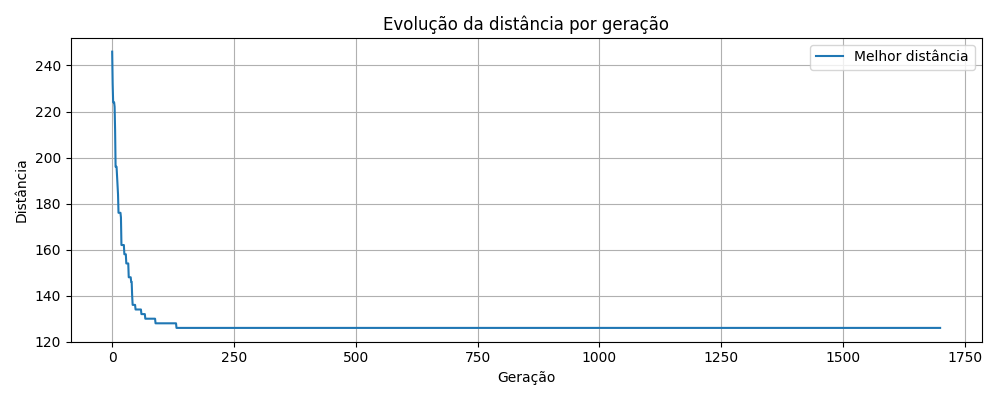 Evolução da distância por geração
Melhor distância
Distância
240
220
200
180
160
140
120
0 250 500 750 1000 1250 1500 1750
Geração